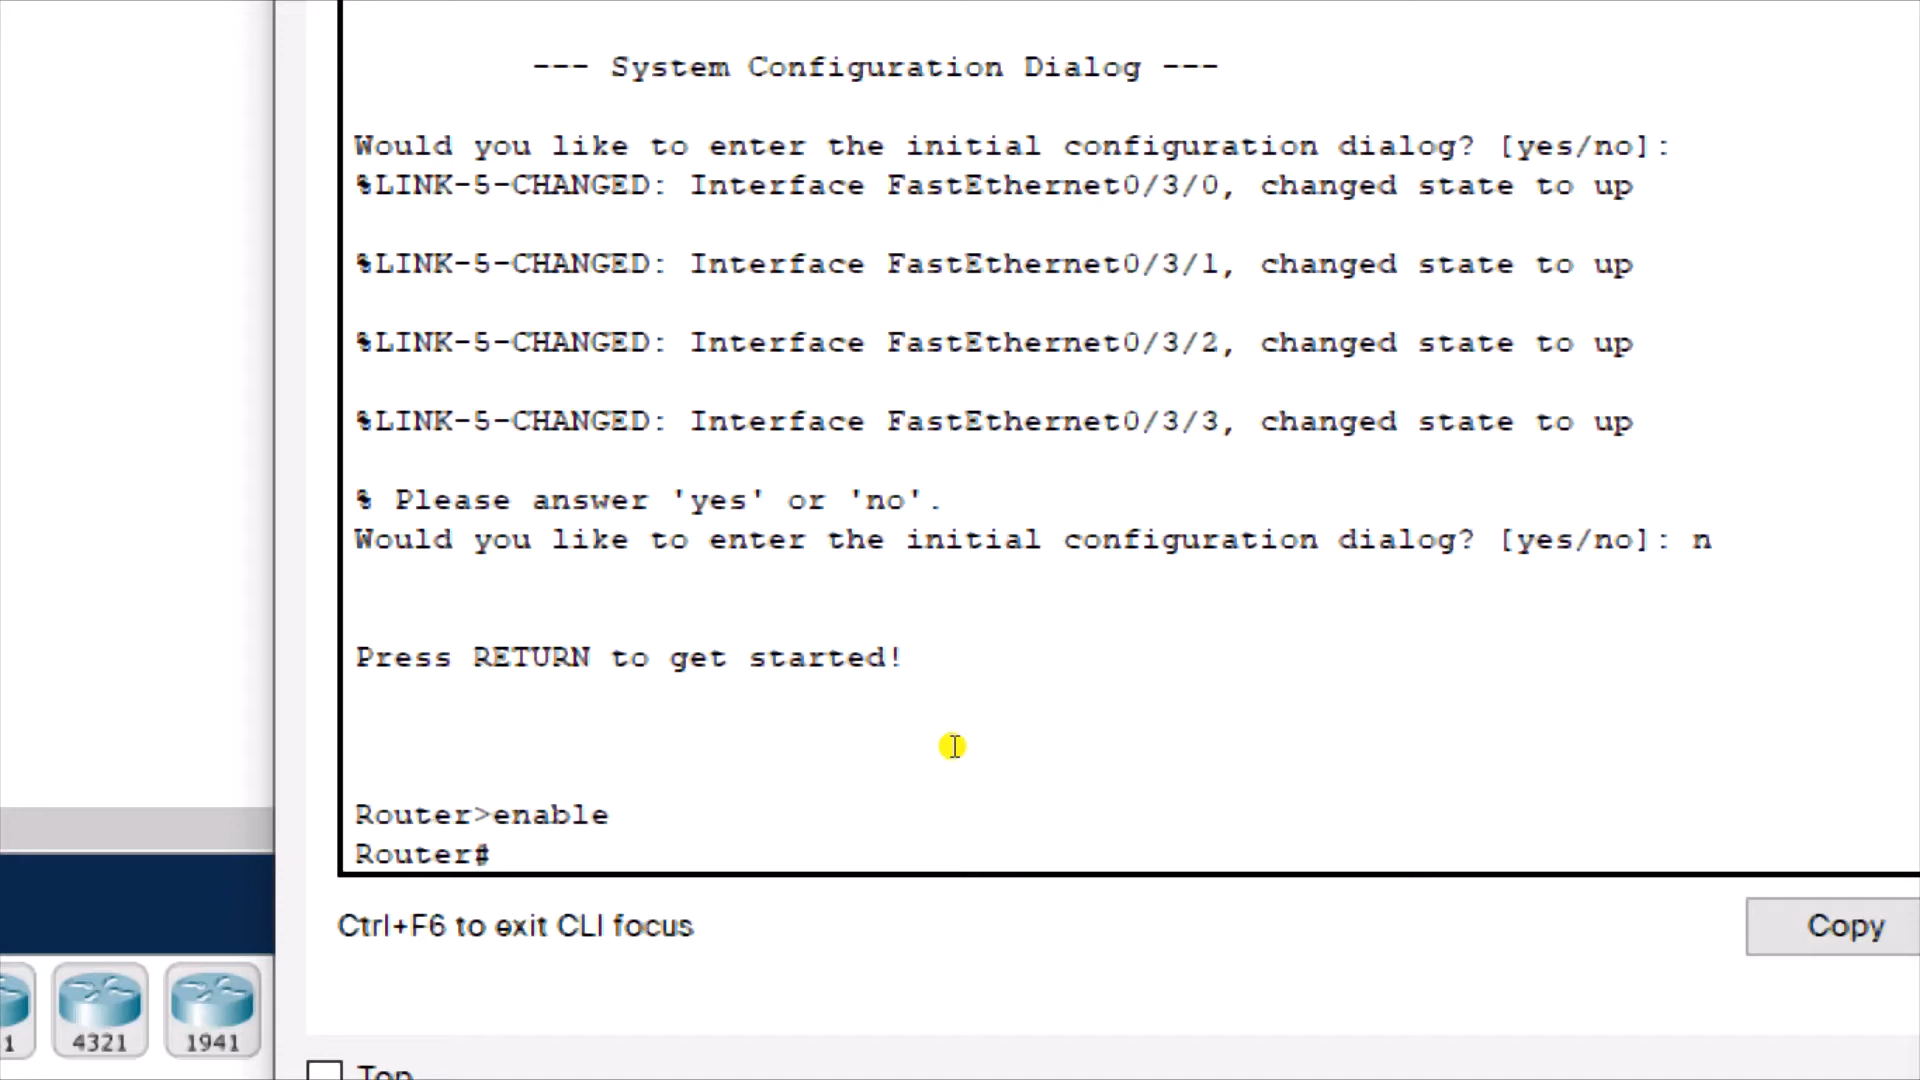 --- System Configuration Dialog ---
Would you like to enter the initial configuration dialog? [yes/no]:
%LINK-5-CHANGED: Interface FastEthernet0/3/0, changed state to up
%LINK-5-CHANGED: Interface FastEthernet0/3/1, changed state to up
%LINK-5-CHANGED: Interface FastEthernet0/3/2, changed state to up
%LINK-5-CHANGED: Interface FastEthernet0/3/3, changed state to up
% Please answer 'yes' or 'no'.
Would you like to enter the initial configuration dialog? [yes/no]: n
Press RETURN to get started!
Router>enable
Router#
Ctrl+F6 to exit CLI focus
Copy
1
4321
1941
Top